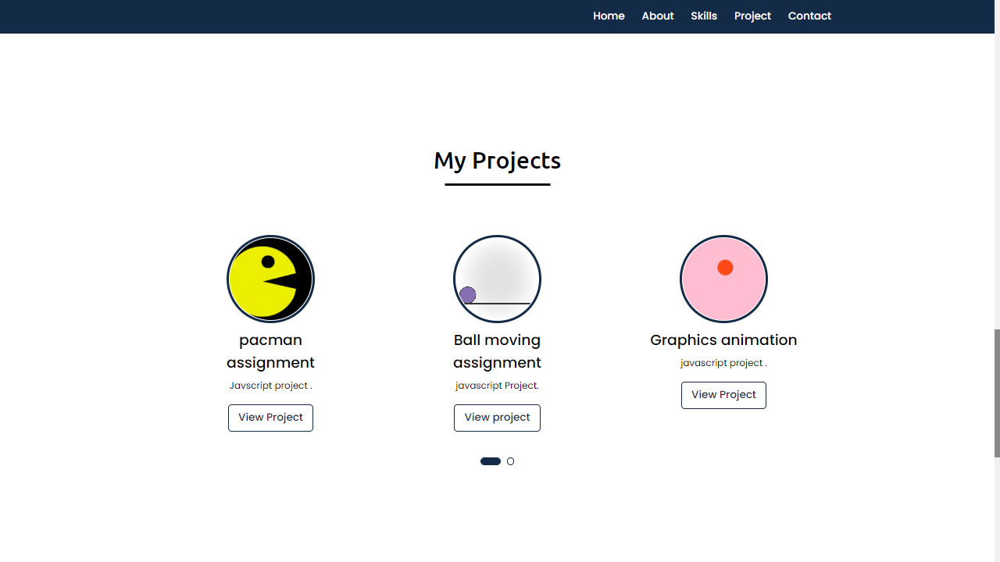 Home About Skills Project Contact
My Projects
pacman
assignment
Javscript project .
View Project
Ball moving
assignment
javascript Project.
View project
Graphics animation
javascript project .
View Project